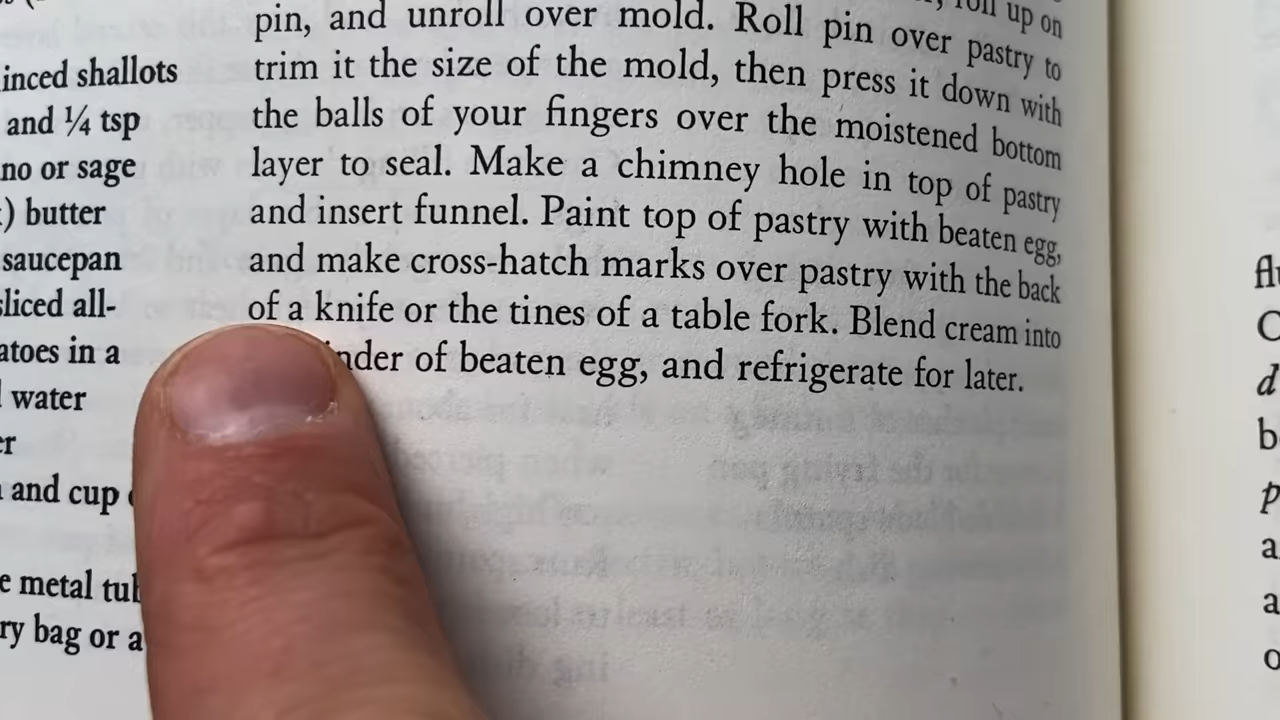 inced shallots
and ¼ tsp
no or sage
) butter
saucepan
sliced all-
atoes in a
water
er
and cup
e metal tub
ry bag or a
roll up on
pin, and unroll over mold. Roll pin over pastry to
trim it the size of the mold, then press it down with
the balls of your fingers over the moistened bottom
layer to seal. Make a chimney hole in top of pastry
and insert funnel. Paint top of pastry with beaten egg,
and make cross-hatch marks over pastry with the back
of a knife or the tines of a table fork. Blend cream into
nder of beaten egg, and refrigerate for later.